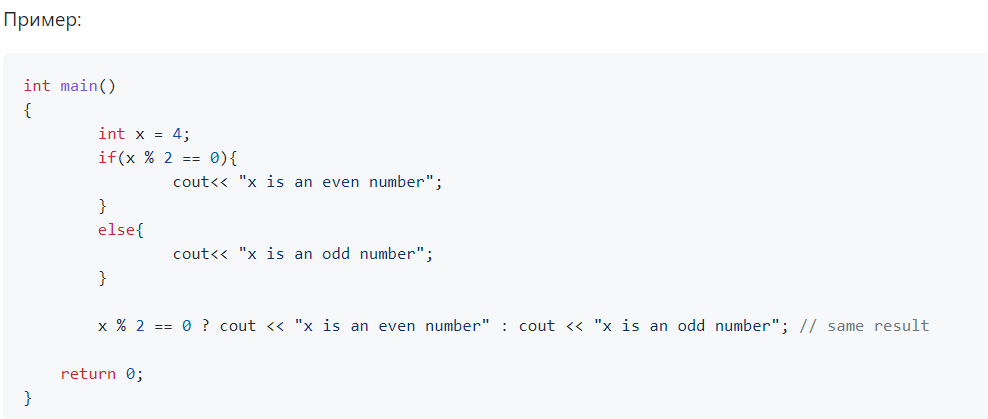 Пример:
int main()
{
int x = 4;
if(x % 2 == 0){
cout<< "x is an even number";
}
else{
cout<< "x is an odd number";
}
x % 2 == 0 ? cout << "x is an even number" : cout << "x is an odd number"; // same result
return 0;
}